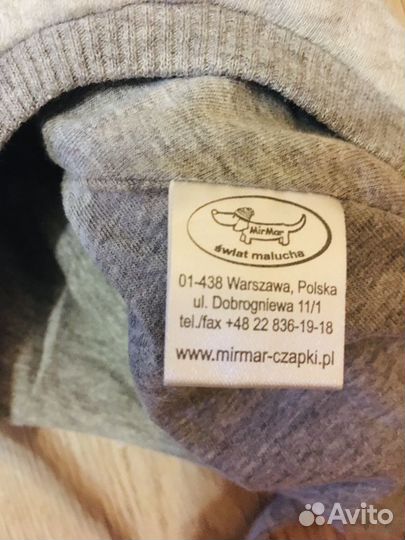 MirMar
świat malucha
01-438 Warszawa, Polska
ul. Dobrogniewa 11/1
tel./fax +48 22 836-19-18
www.mirmar-czapki.pl
Avito